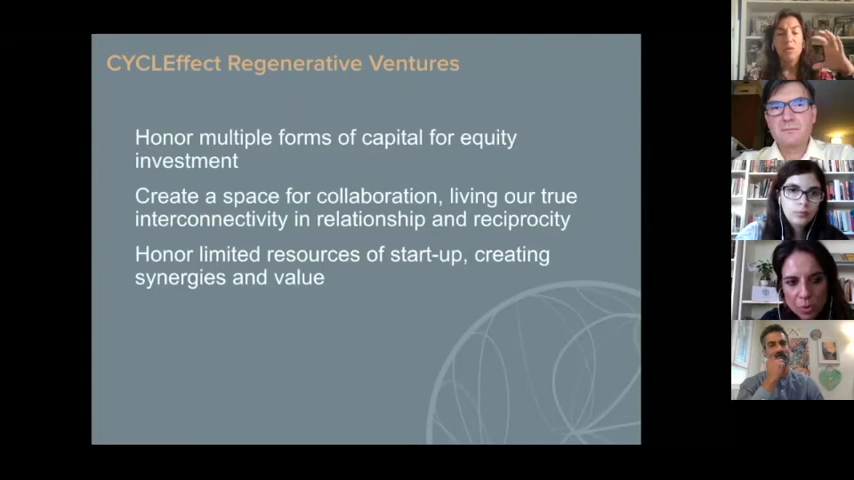 CYCLEffect Regenerative Ventures
Honor multiple forms of capital for equity
investment
Create a space for collaboration, living our true
interconnectivity in relationship and reciprocity
Honor limited resources of start-up, creating
synergies and value